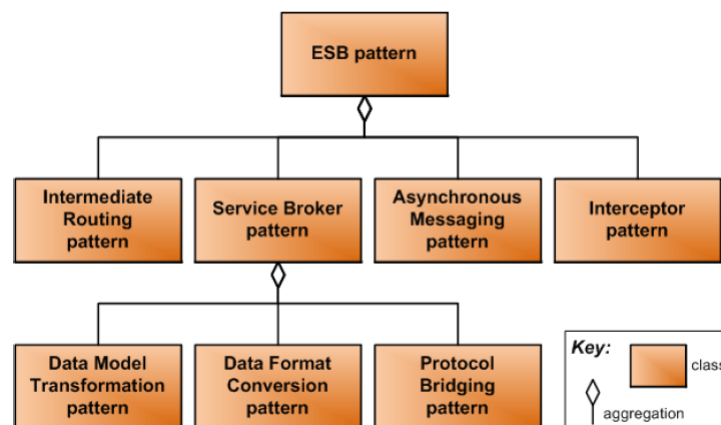 ESB pattern
Intermediate
Routing
pattern
Service Broker
pattern
Asynchronous
Messaging
pattern
Interceptor
pattern
Data Model
Transformation
pattern
Data Format
Conversion
pattern
Protocol
Bridging
pattern
Key:
class
aggregation